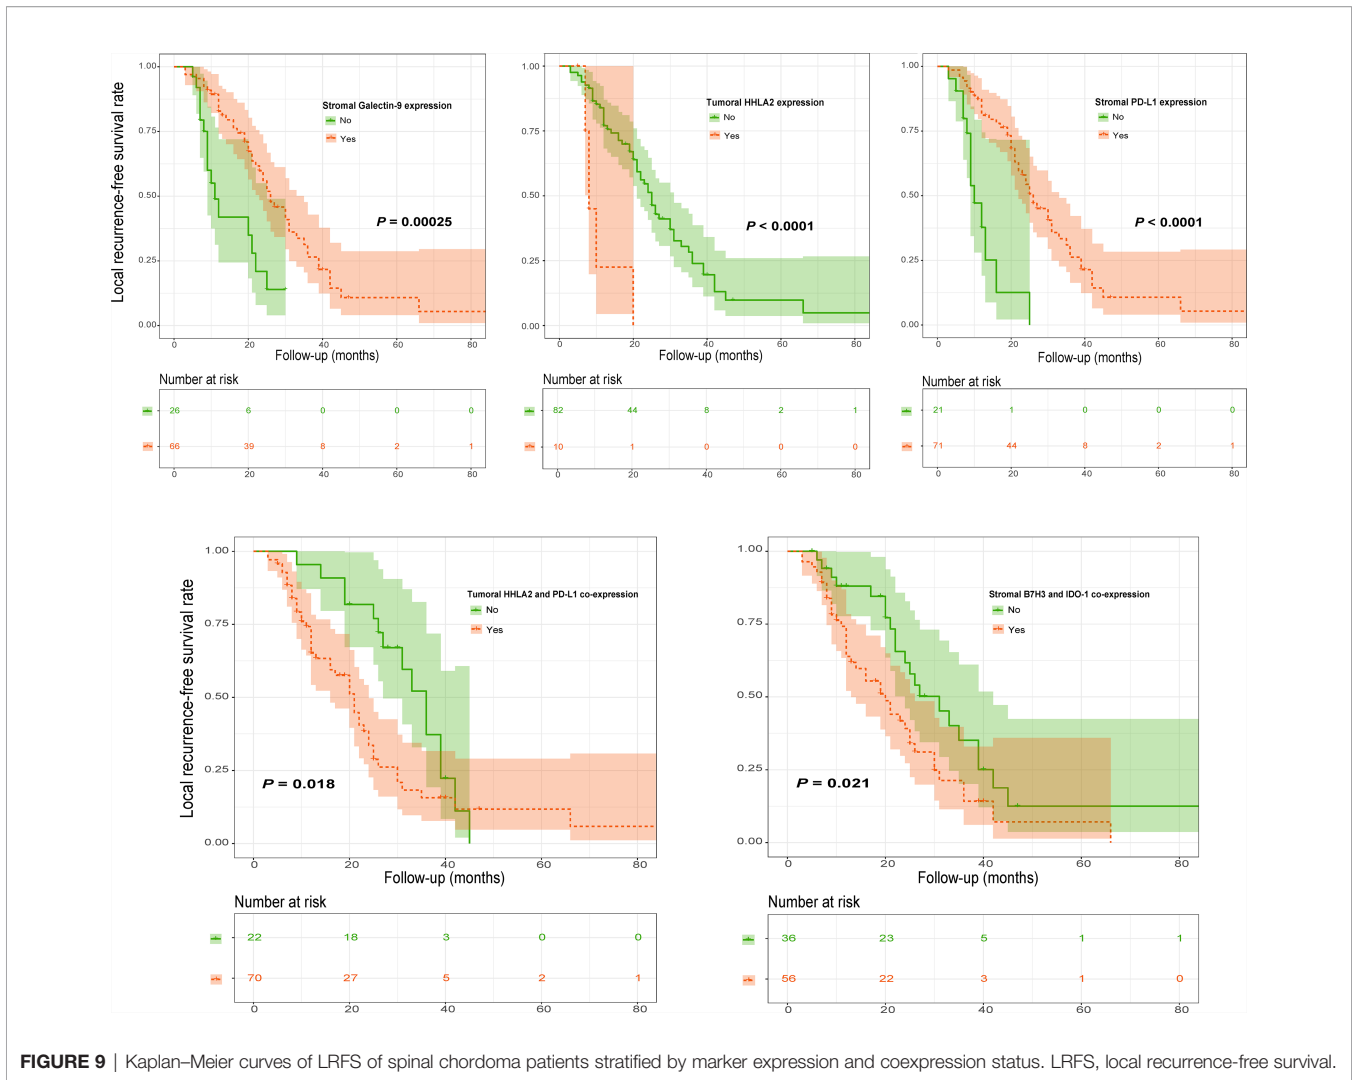 Local recurrence-free survival rate
1.00
0.75
0.50
0.25
0.00
Stromal Galectin-9 expression
No
Yes
P = 0.00025
0 20 40 60 80
Follow-up (months)
Number at risk
26 6 0 0 0
66 39 8 2 1
0 20 40 60 80
1.00
0.75
0.50
0.25
0.00
Tumoral HHLA2 expression
No
Yes
P < 0.0001
0 20 40 60 80
Follow-up (months)
Number at risk
82 44 8 2 1
10 1 0 0 0
0 20 40 60 80
1.00
0.75
0.50
0.25
0.00
Stromal PD-L1 expression
No
Yes
P < 0.0001
0 20 40 60 80
Follow-up (months)
Number at risk
21 1 0 0 0
71 44 8 2 1
0 20 40 60 80
Local recurrence-free survival rate
1.00
0.75
0.50
0.25
0.00
Tumoral HHLA2 and PD-L1 co-expression
No
Yes
P = 0.018
0 20 40 60 80
Follow-up (months)
Number at risk
22 18 3 0 0
70 27 5 2 1
0 20 40 60 80
1.00
0.75
0.50
0.25
0.00
Stromal B7H3 and IDO-1 co-expression
No
Yes
P = 0.021
0 20 40 60 80
Follow-up (months)
Number at risk
36 23 5 1 1
56 22 3 1 0
0 20 40 60 80
FIGURE 9 | Kaplan–Meier curves of LRFS of spinal chordoma patients stratified by marker expression and coexpression status. LRFS, local recurrence-free survival.